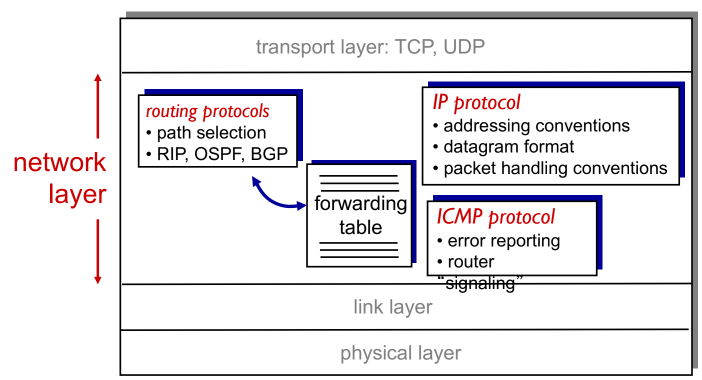 transport layer: TCP, UDP
network
layer
routing protocols
• path selection
• RIP, OSPF, BGP
forwarding
table
IP protocol
• addressing conventions
• datagram format
• packet handling conventions
ICMP protocol
• error reporting
• router
“signaling”
link layer
physical layer